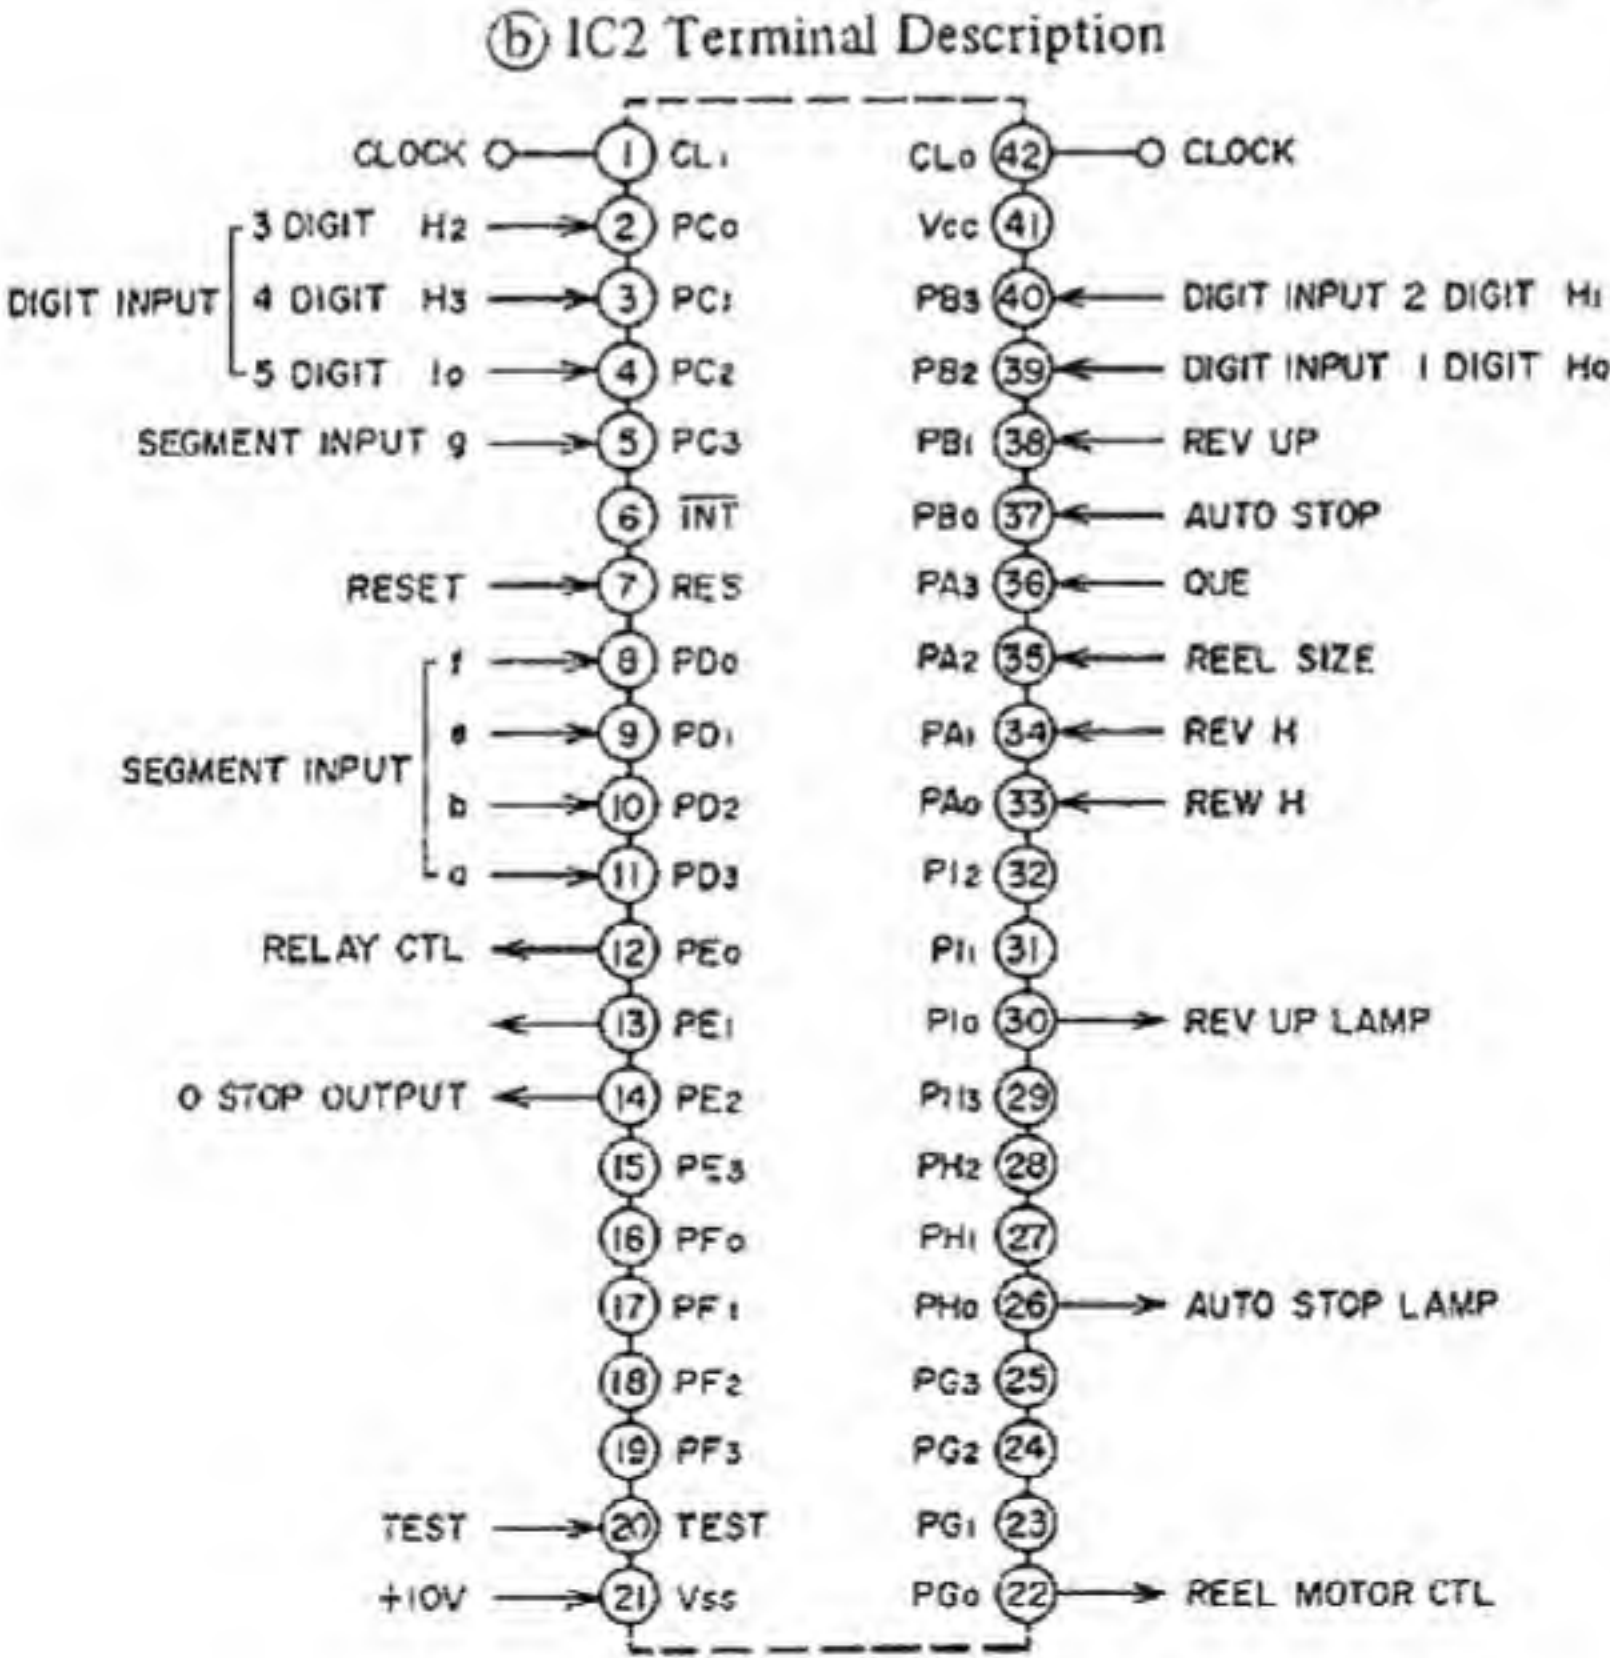 ⓑ IC2 Terminal Description
CLOCK 1 CL1 CL0 42 CLOCK
3 DIGIT H2 2 PC0 Vcc 41
DIGIT INPUT 4 DIGIT H3 3 PC1 PB3 40 DIGIT INPUT 2 DIGIT H1
5 DIGIT I0 4 PC2 PB2 39 DIGIT INPUT 1 DIGIT H0
SEGMENT INPUT g 5 PC3 PB1 38 REV UP
6 I̅N̅T̅ PB0 37 AUTO STOP
RESET 7 RES PA3 36 QUE
f 8 PD0 PA2 35 REEL SIZE
e 9 PD1 PA1 34 REV H
SEGMENT INPUT
b 10 PD2 PA0 33 REW H
a 11 PD3 PI2 32
RELAY CTL 12 PE0 PI1 31
13 PE1 PI0 30 REV UP LAMP
0 STOP OUTPUT 14 PE2 PH3 29
15 PE3 PH2 28
16 PF0 PH1 27
17 PF1 PH0 26 AUTO STOP LAMP
18 PF2 PG3 25
19 PF3 PG2 24
TEST 20 TEST PG1 23
+10V 21 Vss PG0 22 REEL MOTOR CTL